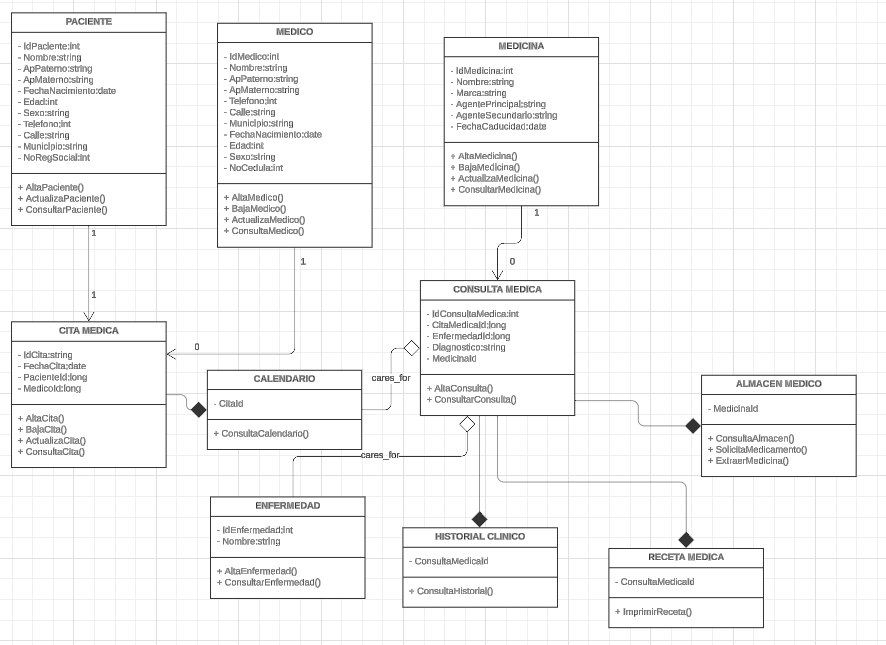 PACIENTE
- IdPaciente:int
- Nombre:string
- ApPaterno:string
- ApMaterno:string
- FechaNacimiento:date
- Edad:int
- Sexo:string
- Telefono:int
- Calle:string
- Municipio:string
- NoRegSocial:int
+ AltaPaciente()
+ ActualizaPaciente()
+ ConsultarPaciente()
MEDICO
- IdMedico:int
- Nombre:string
- ApPaterno:string
- ApMaterno:string
- Telefono:int
- Calle:string
- Municipio:string
- FechaNacimiento:date
- Edad:int
- Sexo:string
- NoCedula:int
+ AltaMedico()
+ BajaMedico()
+ ActualizaMedico()
+ ConsultaMedico()
MEDICINA
- IdMedicina:int
- Nombre:string
- Marca:string
- AgentePrincipal:string
- AgenteSecundario:string
- FechaCaducidad:date
+ AltaMedicina()
+ BajaMedicina()
+ ActualizaMedicina()
+ ConsultarMedicina()
1
1
1
0
1
0
CITA MEDICA
- IdCita:string
- FechaCita:date
- PacienteId:long
- MedicoId:long
+ AltaCita()
+ BajaCita()
+ ActualizaCita()
+ ConsultaCita()
CALENDARIO
- CitaId
+ ConsultaCalendario()
cares_for
CONSULTA MEDICA
- IdConsultaMedica:int
- CitaMedicaId:long
- EnfermedadId:long
- Diagnostico:string
- MedicinaId
+ AltaConsulta()
+ ConsultarConsulta()
ALMACEN MEDICO
- MedicinaId
+ ConsultaAlmacen()
+ SolicitaMedicamento()
+ ExtraerMedicina()
cares_for
ENFERMEDAD
- IdEnfermedad:int
- Nombre:string
+ AltaEnfermedad()
+ ConsultarEnfermedad()
HISTORIAL CLINICO
- ConsultaMedicaId
+ ConsultaHistorial()
RECETA MEDICA
- ConsultaMedicaId
+ ImprimirReceta()